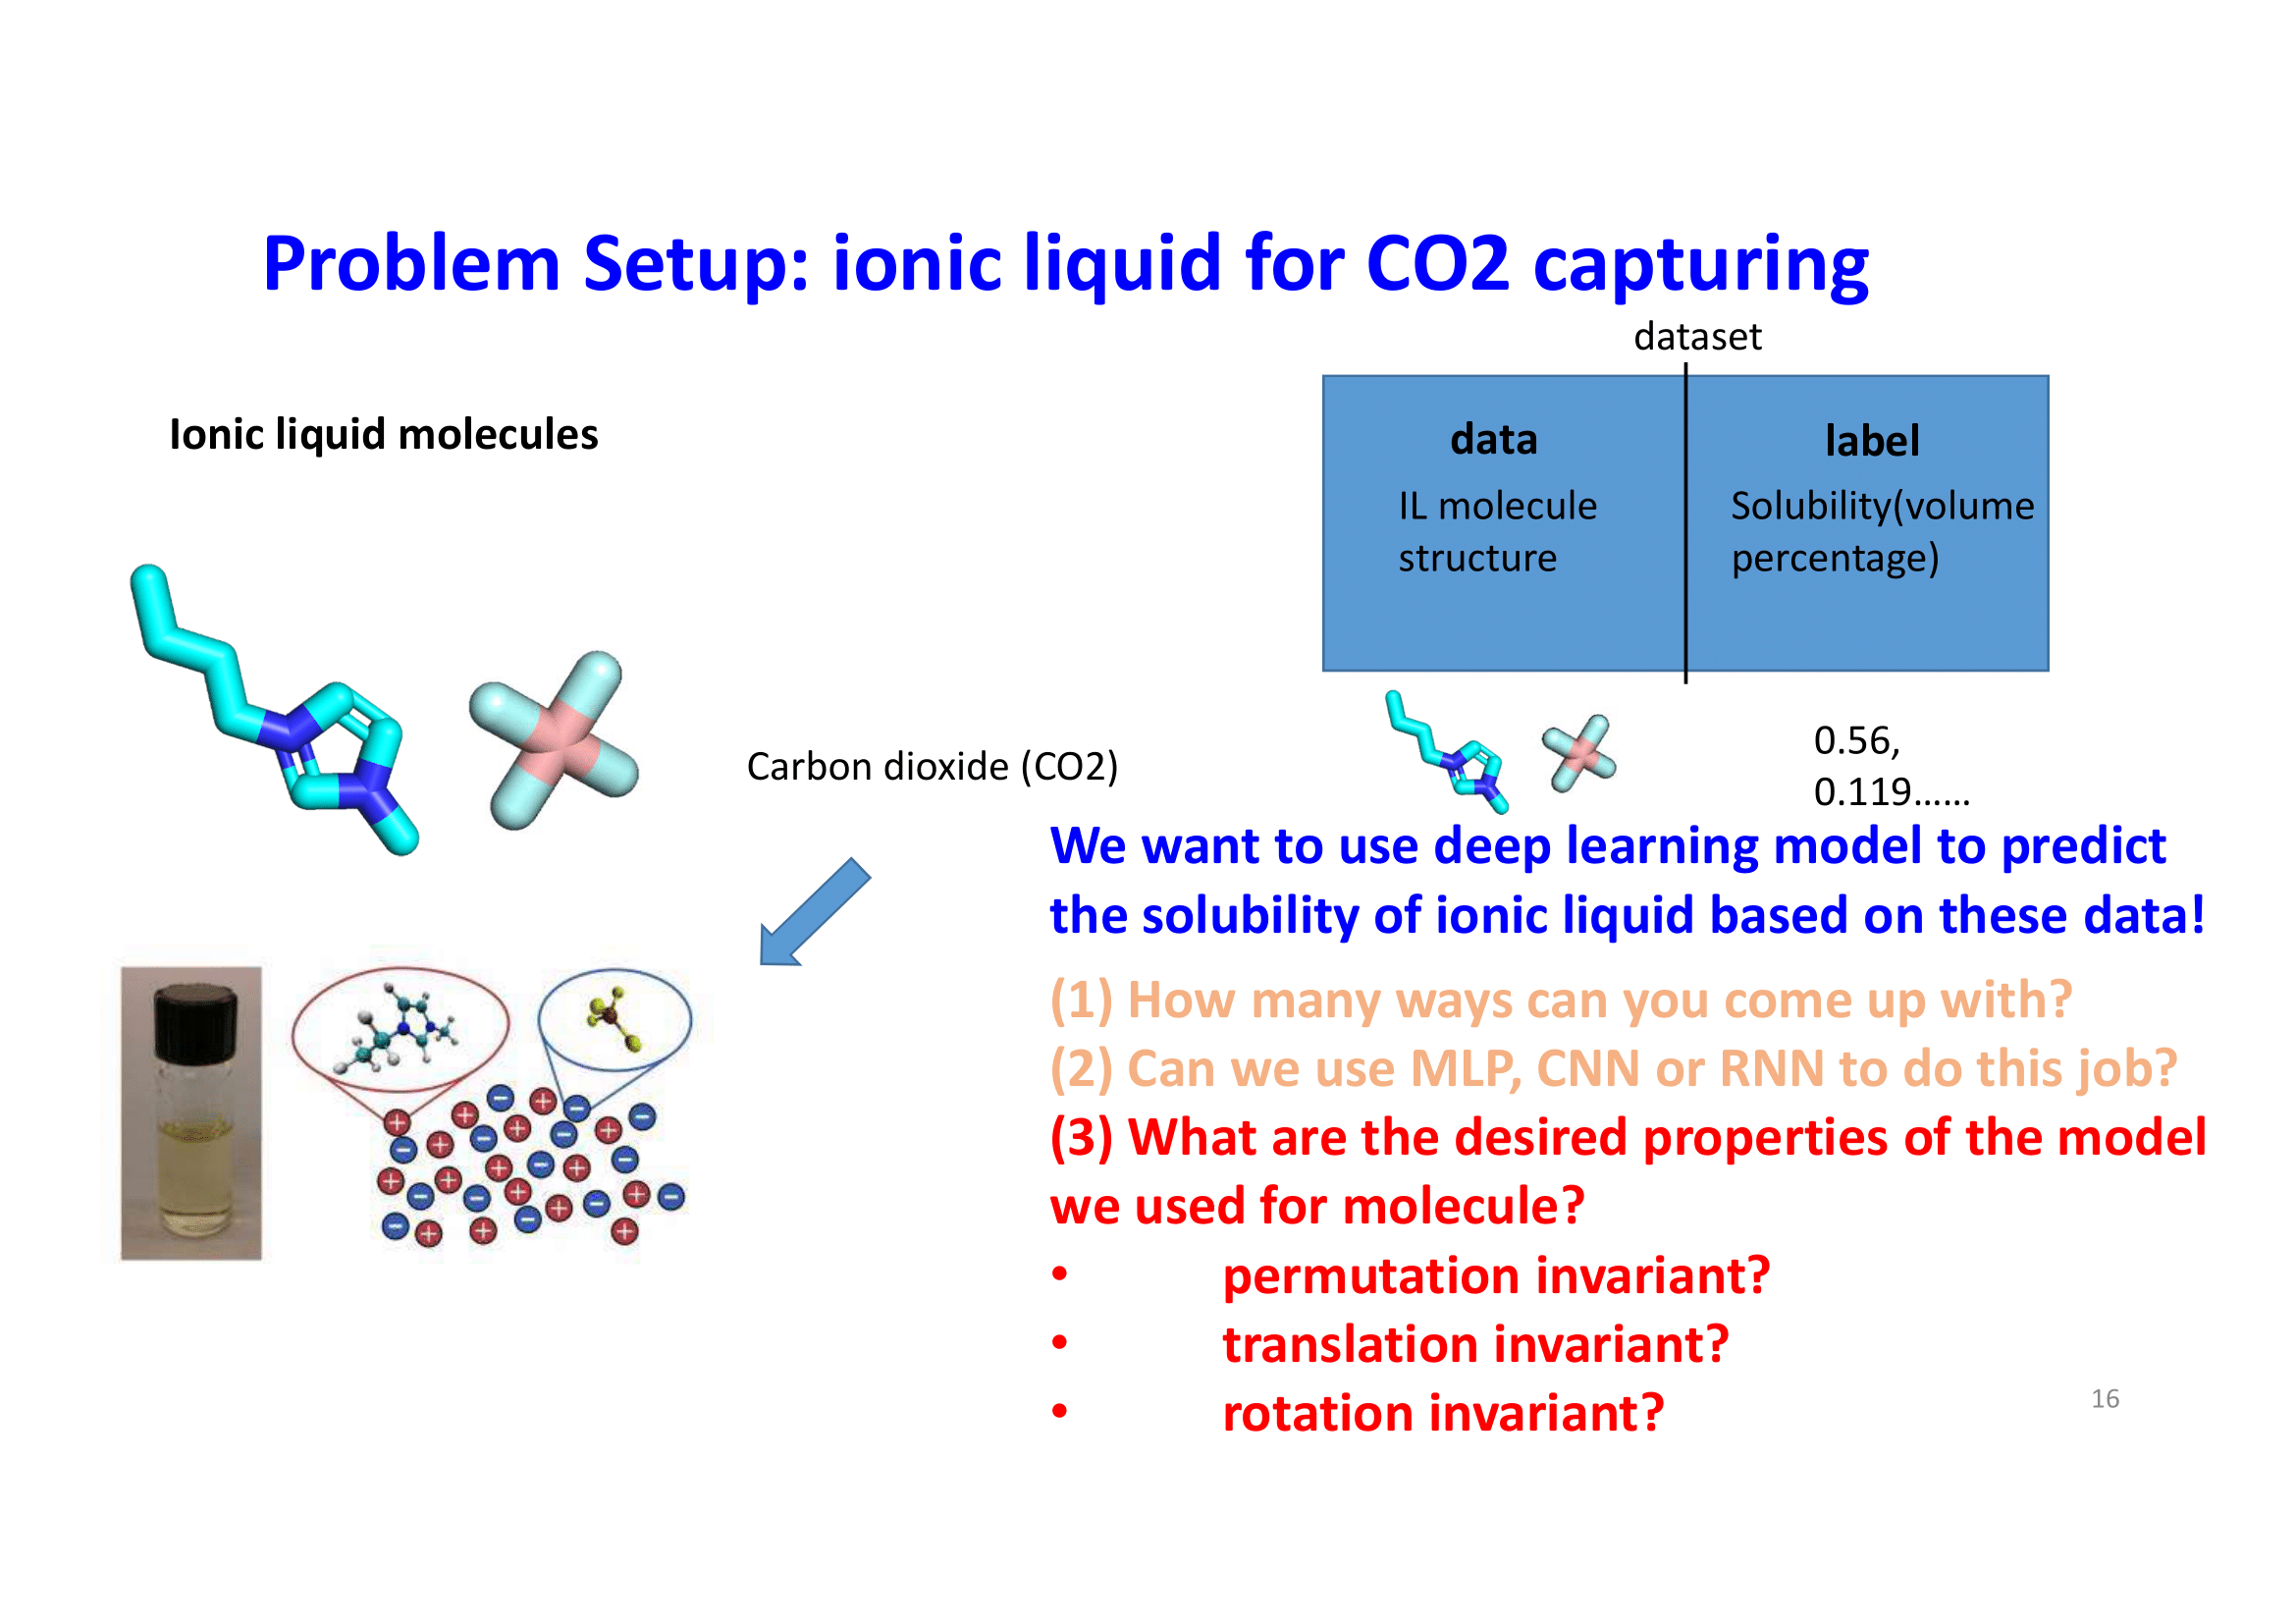 Problem Setup: ionic liquid for CO2 capturing
dataset
Ionic liquid molecules
data
label
IL molecule
structure
Solubility(volume
percentage)
Carbon dioxide (CO2)
0.56,
0.119......
We want to use deep learning model to predict
the solubility of ionic liquid based on these data!
(1) How many ways can you come up with?
(2) Can we use MLP, CNN or RNN to do this job?
(3) What are the desired properties of the model
we used for molecule?
• permutation invariant?
• translation invariant?
• rotation invariant?
16